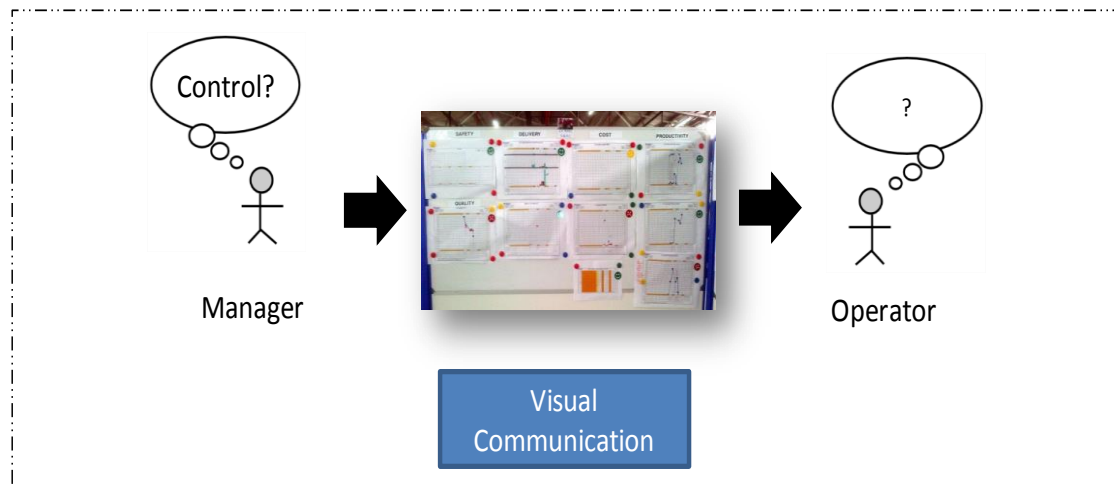 Control?
?
SAFETY
DELIVERY
COST
PRODUCTIVITY
QUALITY
Manager
Operator
Visual
Communication